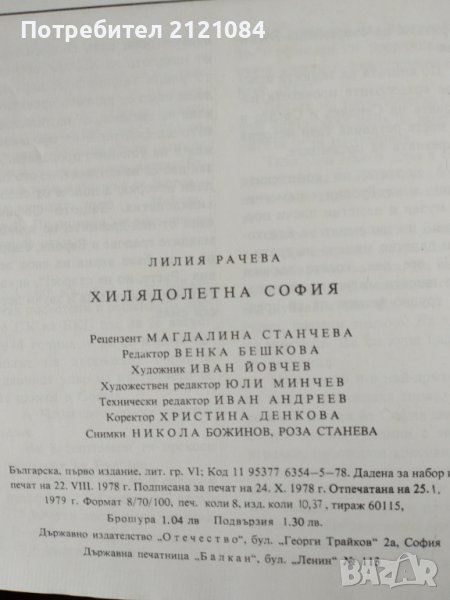 Потребител 2121084
ЛИЛИЯ РАЧЕВА
ХИЛЯДОЛЕТНА СОФИЯ
Рецензент МАГДАЛИНА СТАНЧЕВА
Редактор ВЕНКА БЕШКОВА
Художник ИВАН ЙОВЧЕВ
Художествен редактор ЮЛИ МИНЧЕВ
Технически редактор ИВАН АНДРЕЕВ
Коректор ХРИСТИНА ДЕНКОВА
Снимки НИКОЛА БОЖИНОВ, РОЗА СТАНЕВА
Българска, първо издание, лит. гр. VI; Код 11 95377 6354—5—78. Дадена за набор и
печат на 22. VIII. 1978 г. Подписана за печат на 24. X. 1978 г. Отпечатана на 25.I.
1979 г. Формат 8/70/100, печ. коли 8, изд. коли 10,37, тираж 60115,
Брошура 1.04 лв Подвързия 1.30 лв.
Държавно издателство „Отечество", бул. „Георги Трайков" 2а, София
Държавна печатница „Балкан", бул. „Ленин" № 113
bazar